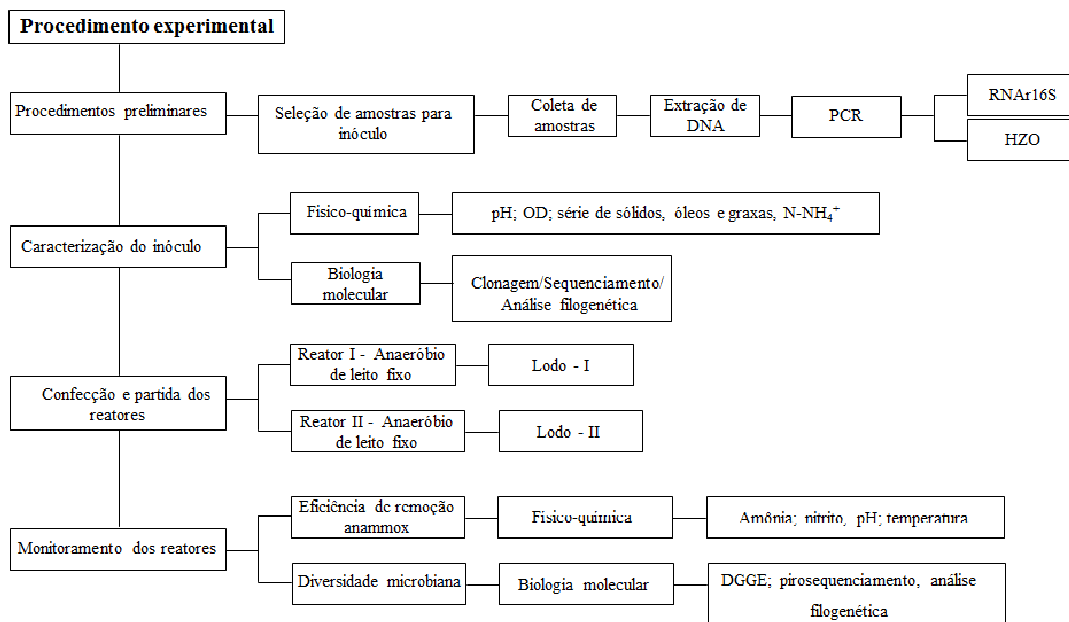 Procedimento experimental
Procedimentos preliminares
Seleção de amostras para
inóculo
Coleta de
amostras
Extração de
DNA
PCR
RNAr16S
HZO
Caracterização do inóculo
Físico-química
pH; OD; série de sólidos, óleos e graxas, N-NH₄⁺
Biologia
molecular
Clonagem/Sequenciamento/
Análise filogenética
Confecção e partida dos
reatores
Reator I - Anaeróbio
de leito fixo
Lodo - I
Reator II - Anaeróbio
de leito fixo
Lodo - II
Monitoramento dos reatores
Eficiência de remoção
anammox
Físico-química
Amônia; nitrito, pH; temperatura
Diversidade microbiana
Biologia molecular
DGGE; pirosequenciamento, análise
filogenética